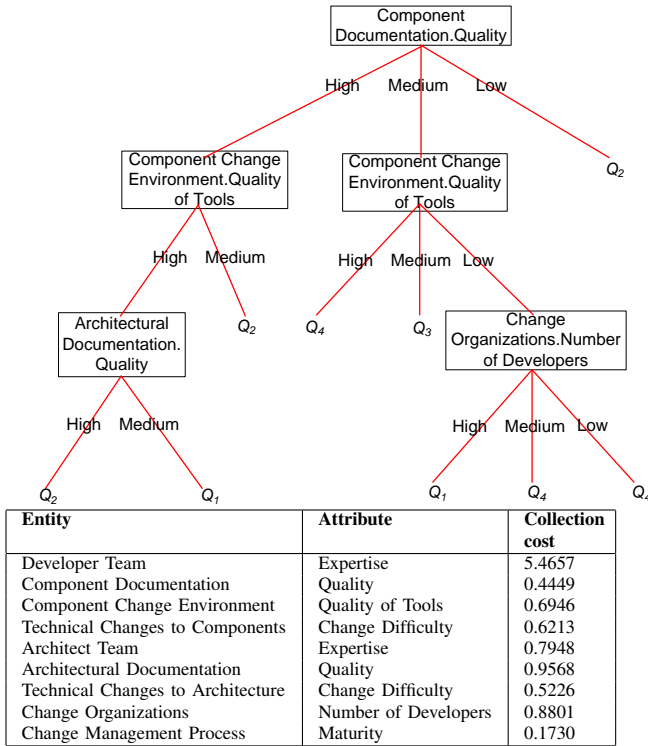 Component
Documentation.Quality
High Medium Low
Component Change
Environment.Quality
of Tools
Component Change
Environment.Quality
of Tools
Q2
High Medium
High Medium Low
Architectural
Documentation.
Quality
Q2
Q4
Q3
Change
Organizations.Number
of Developers
High Medium
High Medium Low
Q2
Q1
Q1
Q4
Q4
Entity Attribute Collection
cost
Developer Team Expertise 5.4657
Component Documentation Quality 0.4449
Component Change Environment Quality of Tools 0.6946
Technical Changes to Components Change Difficulty 0.6213
Architect Team Expertise 0.7948
Architectural Documentation Quality 0.9568
Technical Changes to Architecture Change Difficulty 0.5226
Change Organizations Number of Developers 0.8801
Change Management Process Maturity 0.1730